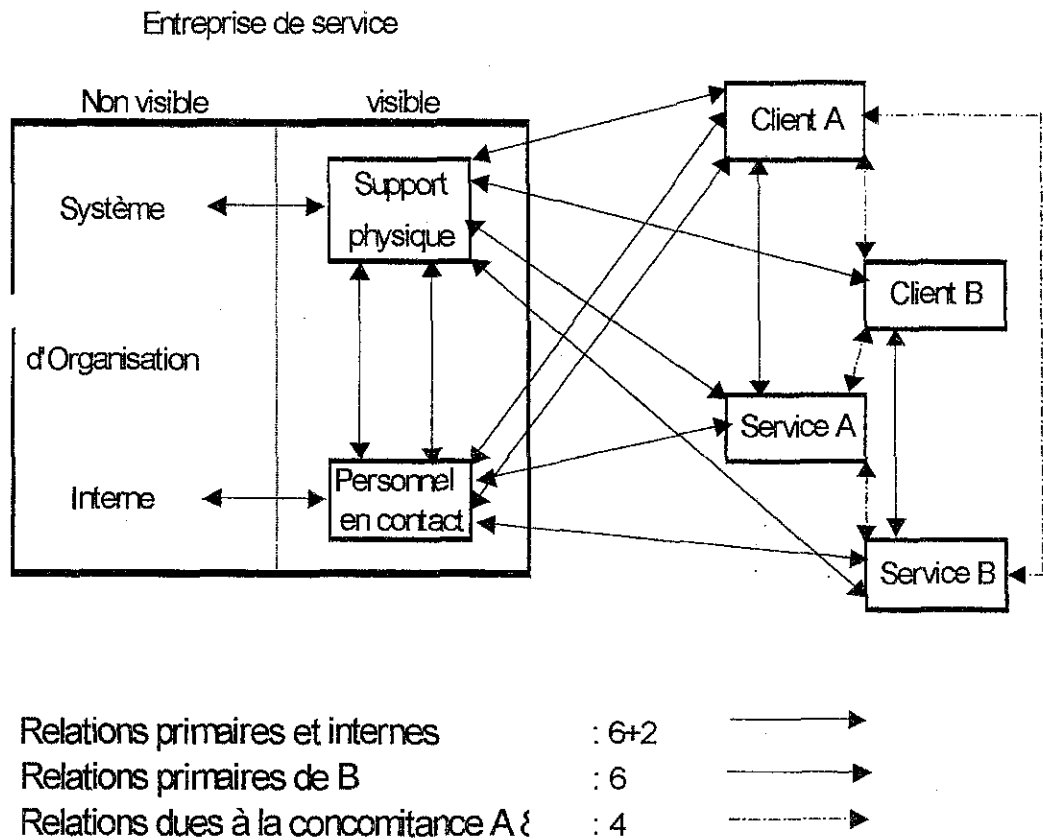 Entreprise de service
Non visible
visible
Système
d'Organisation
Interne
Support
physique
Personnel
en contact
Client A
Client B
Service A
Service B
Relations primaires et internes : 6+2
Relations primaires de B : 6
Relations dues à la concomitance A : 4